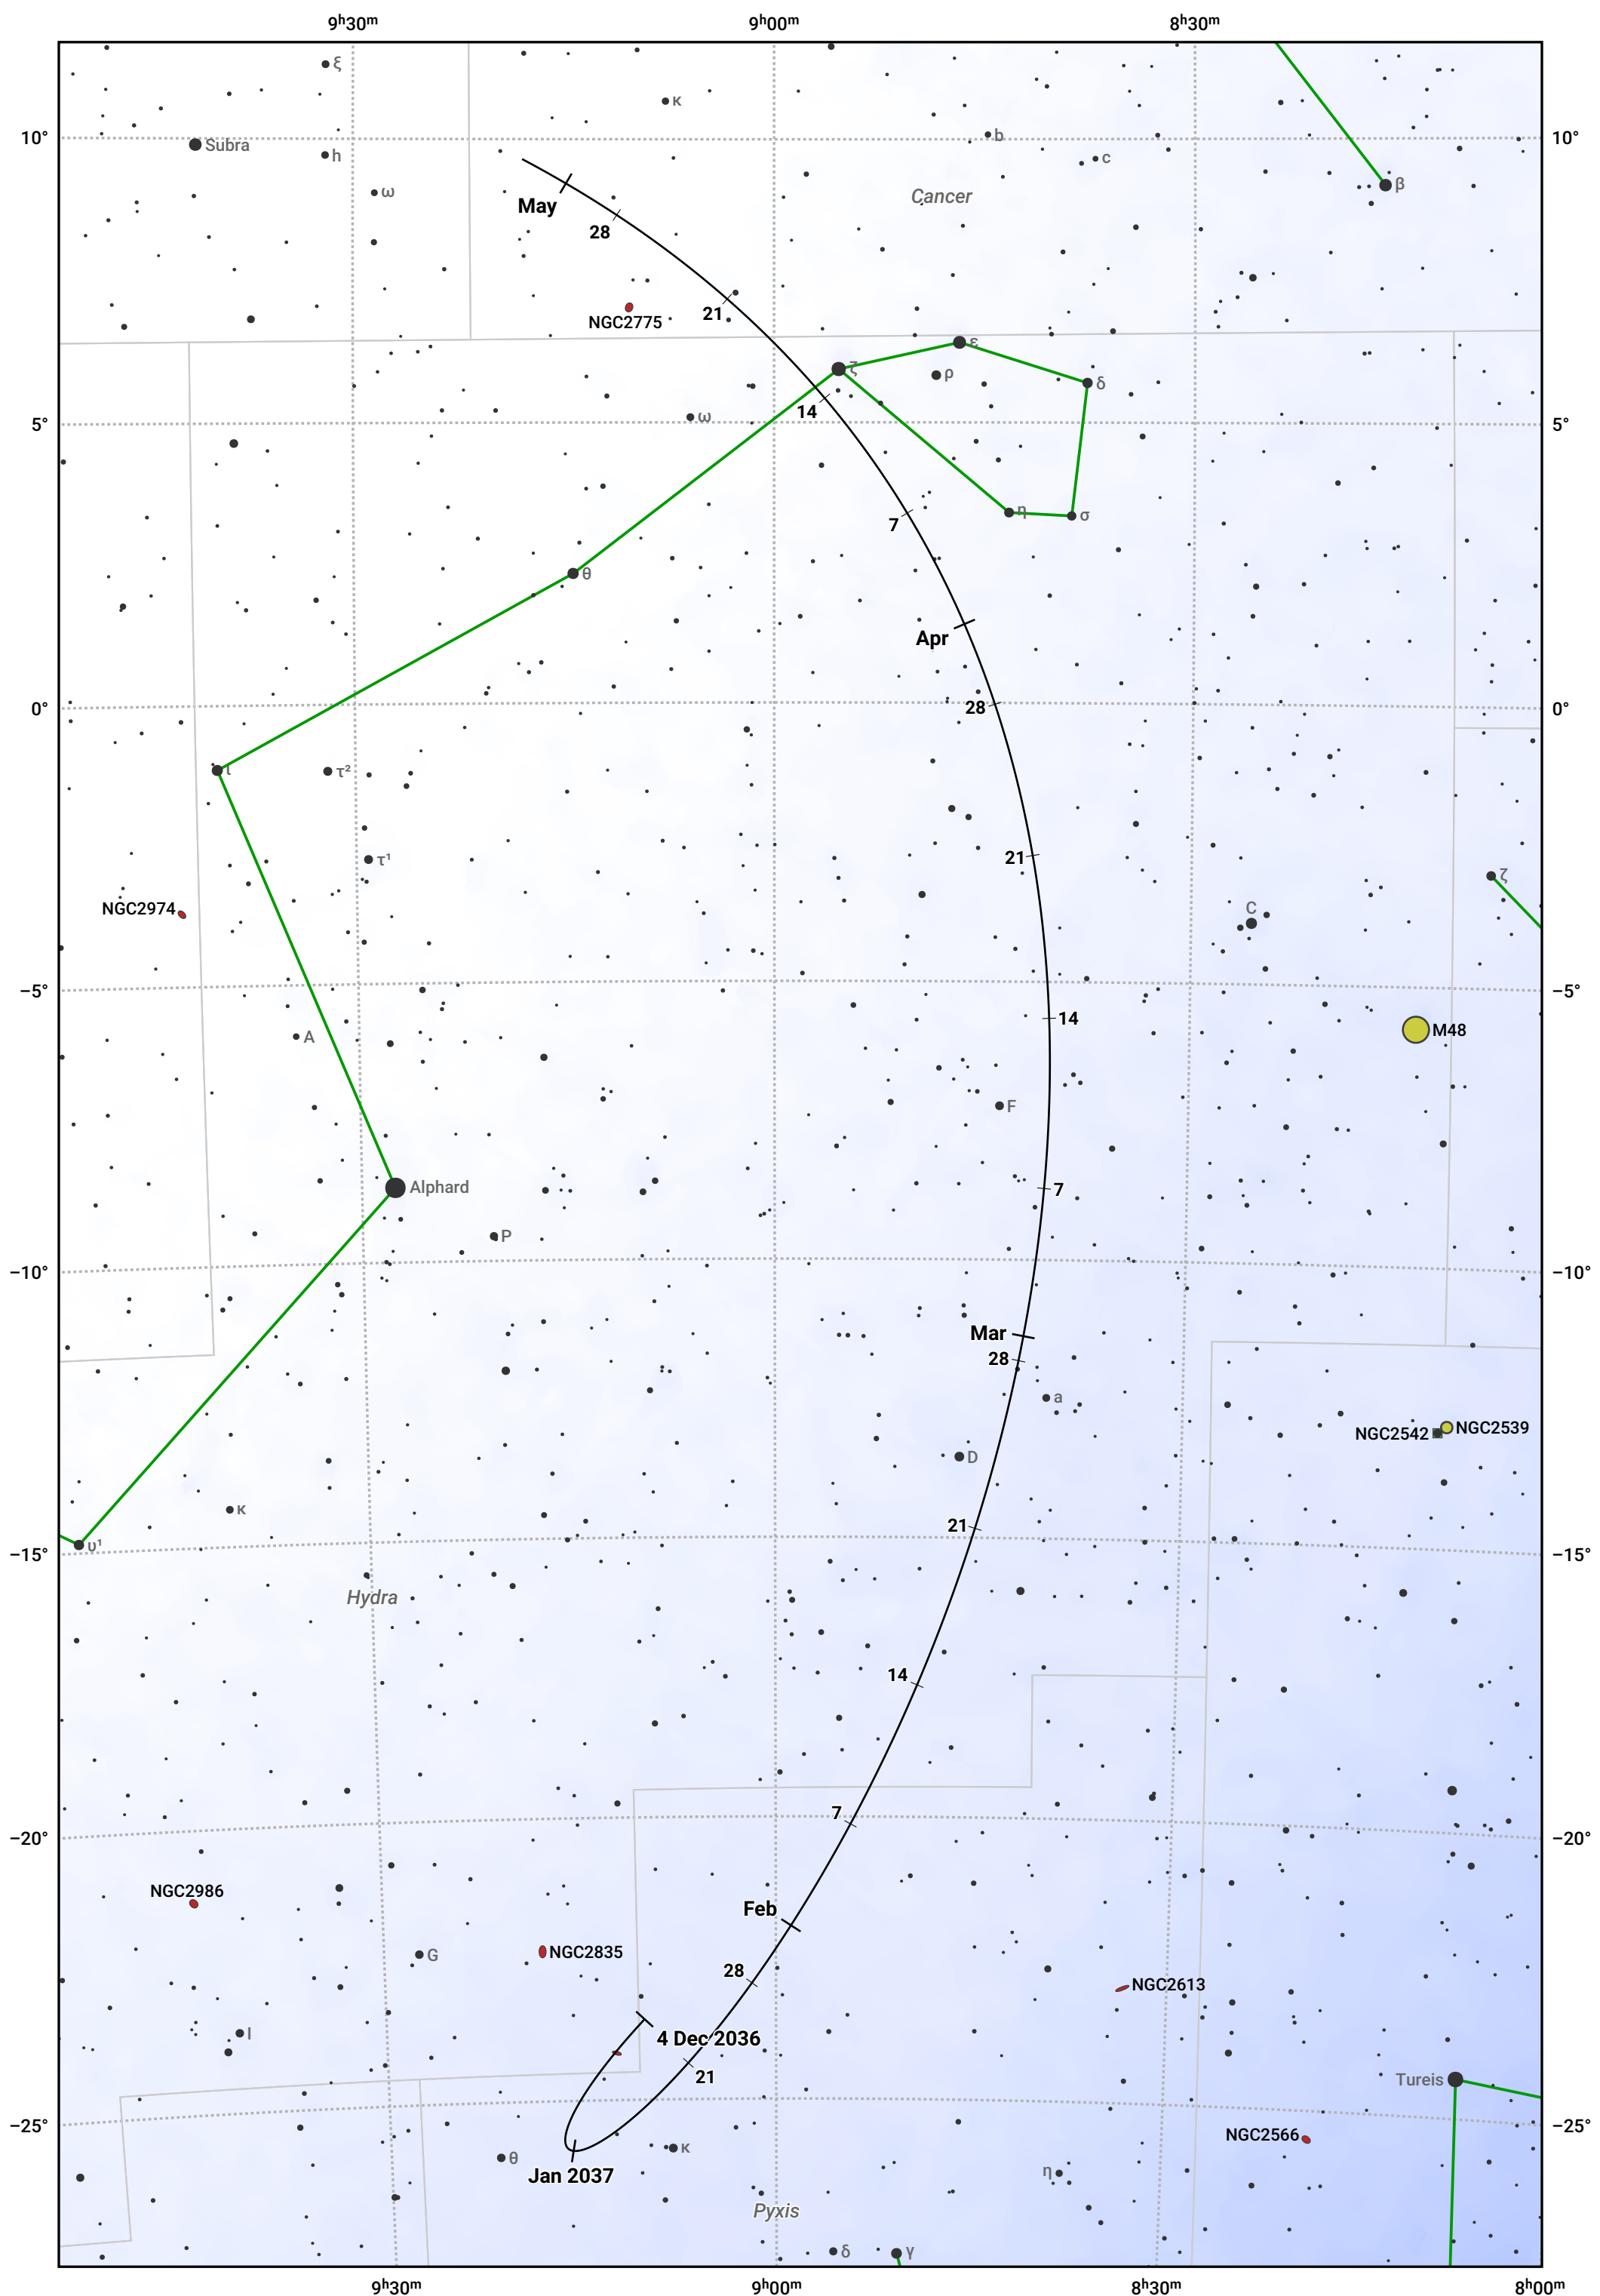 9ʰ30ᵐ 9ʰ00ᵐ 8ʰ30ᵐ
ξ
κ
10° Subra h b c 10°
ω Cancer β
May
28
21
NGC2775
ζ ε
ρ δ
14
5° ω 5°
7 η σ
θ
Apr
0° 28 0°
ι τ²
21 τ¹
ζ
NGC2974 C
−5° −5°
14
A M48
F
Alphard 7
P
−10° −10°
Mar
28
a
D NGC2542 NGC2539
κ
21
υ¹
−15° −15°
Hydra
14
7
−20° −20°
NGC2986
Feb
G NGC2835
28 NGC2613
I 4 Dec 2036
21 Tureis
−25° −25°
NGC2566
θ κ
Jan 2037 η
Pyxis
δ γ
9ʰ30ᵐ 9ʰ00ᵐ 8ʰ30ᵐ 8ʰ00ᵐ